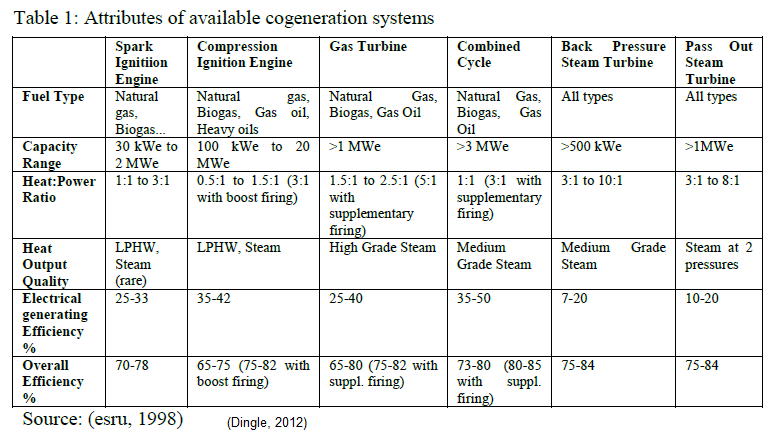 Table 1: Attributes of available cogeneration systems
Spark Ignitiion Engine | Compression Ignition Engine | Gas Turbine | Combined Cycle | Back Pressure Steam Turbine | Pass Out Steam Turbine
Fuel Type | Natural gas, Biogas... | Natural gas, Biogas, Gas oil, Heavy oils | Natural Gas, Biogas, Gas Oil | Natural Gas, Biogas, Gas Oil | All types | All types
Capacity Range | 30 kWe to 2 MWe | 100 kWe to 20 MWe | >1 MWe | >3 MWe | >500 kWe | >1MWe
Heat:Power Ratio | 1:1 to 3:1 | 0.5:1 to 1.5:1 (3:1 with boost firing) | 1.5:1 to 2.5:1 (5:1 with supplementary firing) | 1:1 (3:1 with supplementary firing) | 3:1 to 10:1 | 3:1 to 8:1
Heat Output Quality | LPHW, Steam (rare) | LPHW, Steam | High Grade Steam | Medium Grade Steam | Medium Grade Steam | Steam at 2 pressures
Electrical generating Efficiency % | 25-33 | 35-42 | 25-40 | 35-50 | 7-20 | 10-20
Overall Efficiency % | 70-78 | 65-75 (75-82 with boost firing) | 65-80 (75-82 with suppl. firing) | 73-80 (80-85 with suppl. firing) | 75-84 | 75-84
Source: (esru, 1998) (Dingle, 2012)